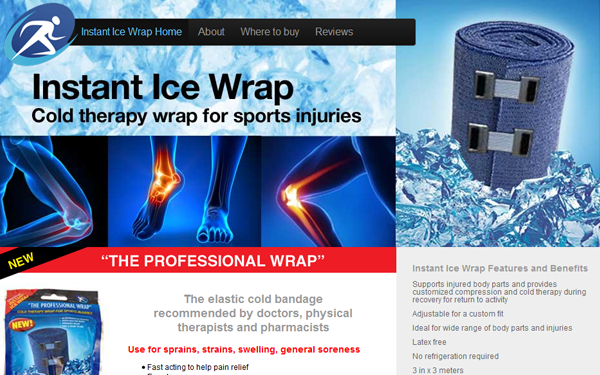 Instant Ice Wrap Home
About
Where to buy
Reviews
Instant Ice Wrap
Cold therapy wrap for sports injuries
NEW
“THE PROFESSIONAL WRAP”
"THE PROFESSIONAL WRAP"
COLD THERAPY WRAP FOR SPORTS INJURIES
NEW!
The elastic cold bandage
recommended by doctors, physical
therapists and pharmacists
Use for sprains, strains, swelling, general soreness
• Fast acting to help pain relief
Instant Ice Wrap Features and Benefits
Supports injured body parts and provides
customized compression and cold therapy during
recovery for return to activity
Adjustable for a custom fit
Ideal for wide range of body parts and injuries
Latex free
No refrigeration required
3 in x 3 meters